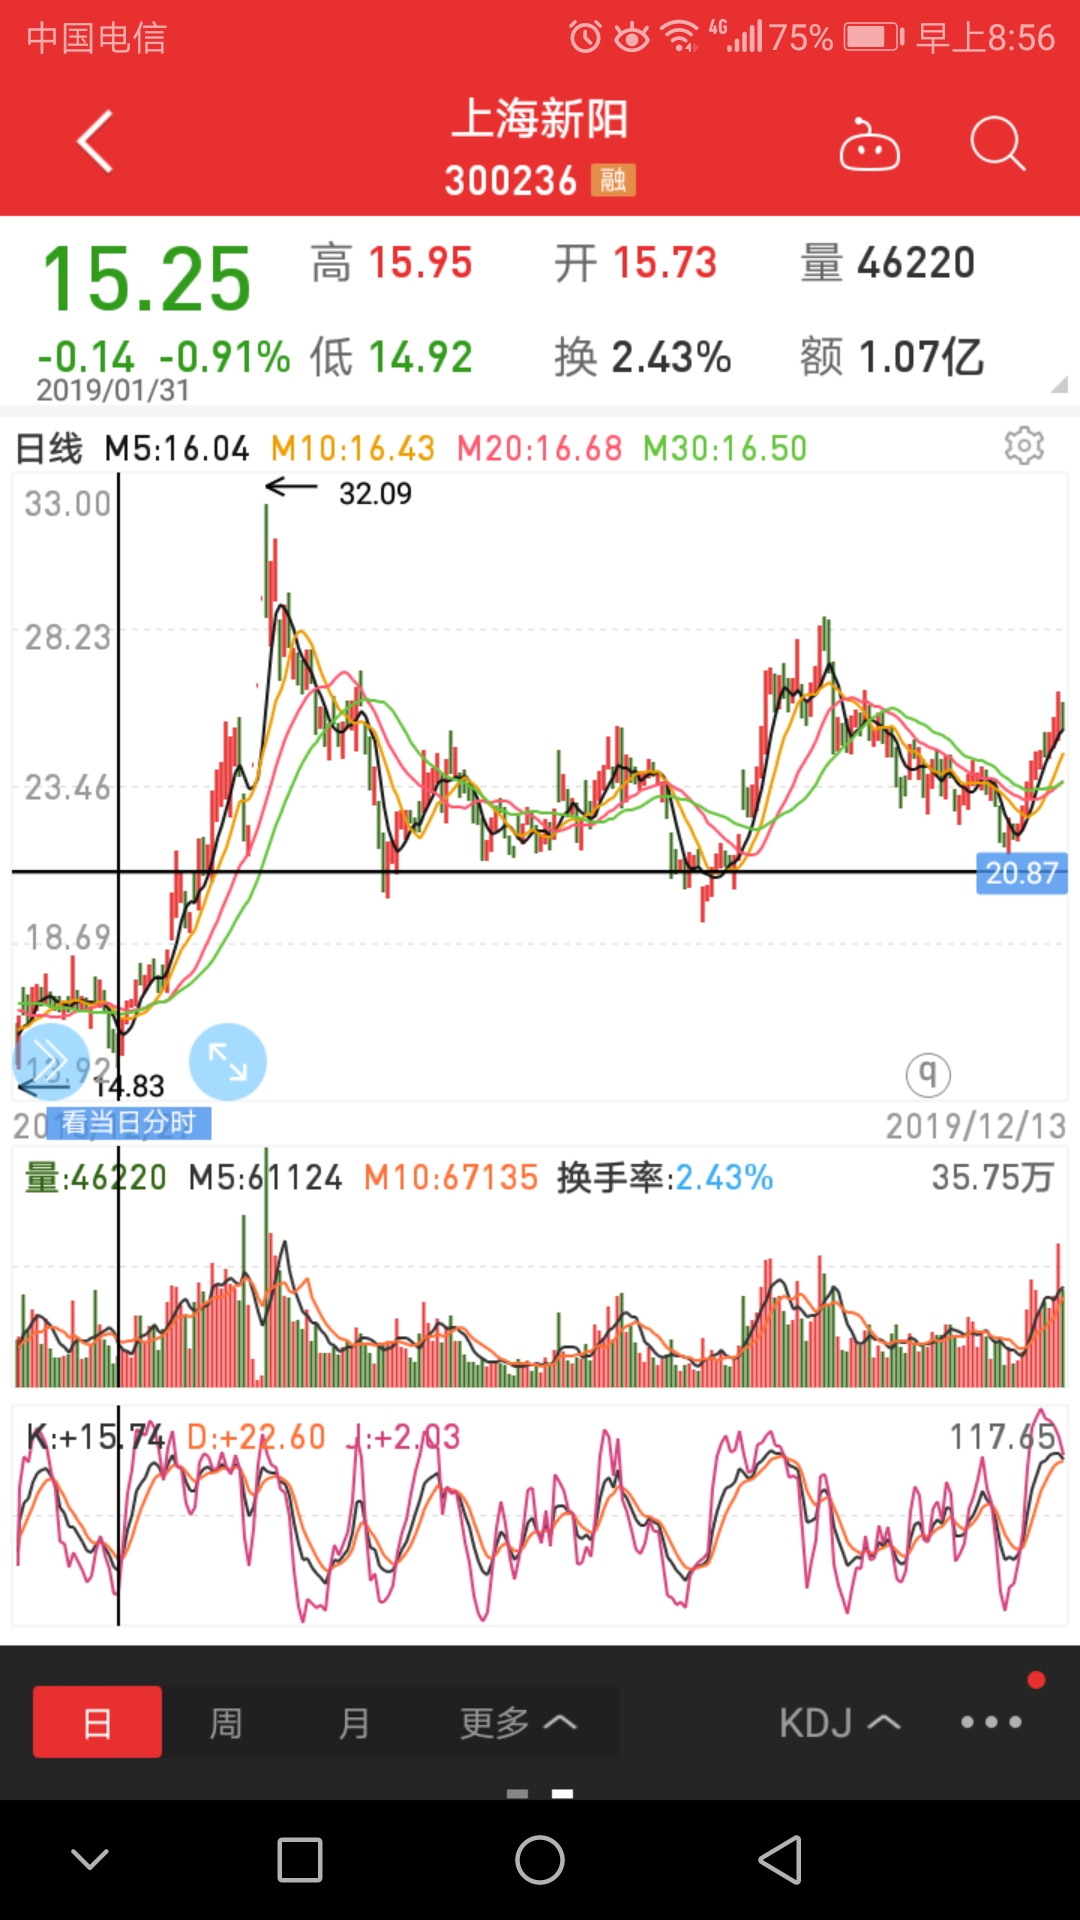 中国电信 4G 75% 早上8:56
上海新阳
300236 融
15.25 高 15.95 开 15.73 量 46220
-0.14 -0.91% 低 14.92 换 2.43% 额 1.07亿
2019/01/31
日线 M5:16.04 M10:16.43 M20:16.68 M30:16.50
33.00
32.09
28.23
23.46
20.87
18.69
13.92
14.83
q
看当日分时
2019/12/13
量:46220 M5:61124 M10:67135 换手率:2.43% 35.75万
K:+15.74 D:+22.60 J:+2.03 117.65
日 周 月 更多 KDJ